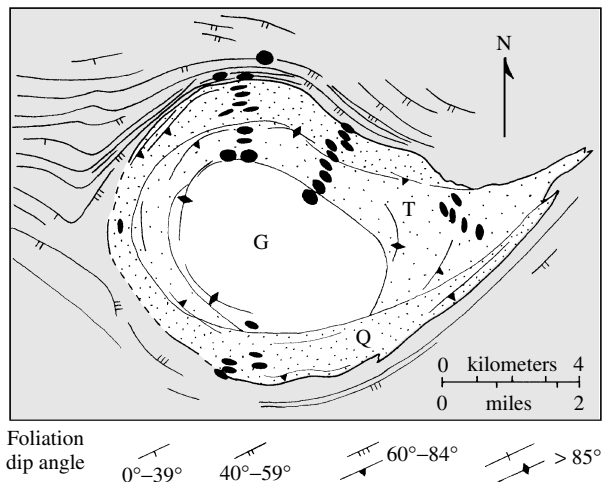 N
T
G
Q
0 kilometers 4
0 miles 2
Foliation
dip angle
0°–39°
40°–59°
60°–84°
> 85°